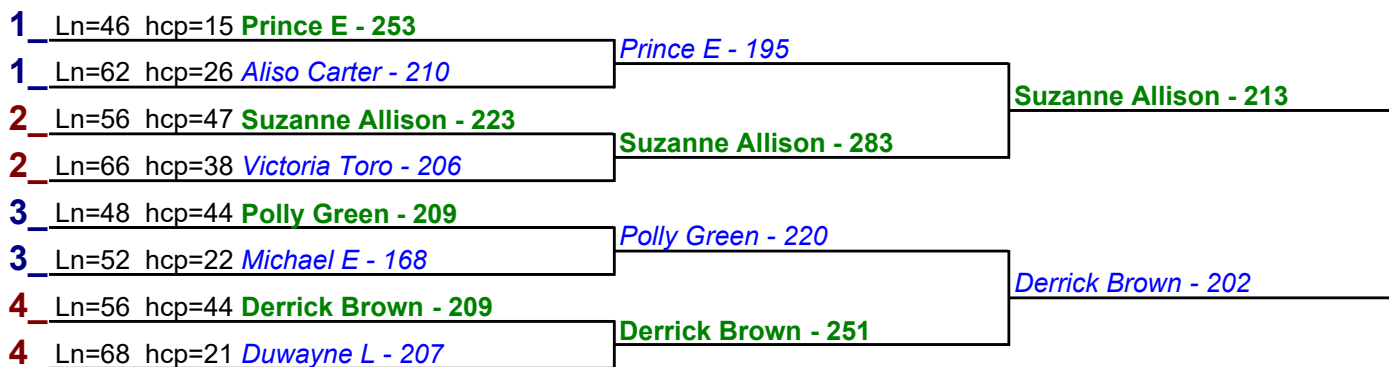 1_ Ln=46 hcp=15 Prince E - 253
Prince E - 195
1_ Ln=62 hcp=26 Aliso Carter - 210
Suzanne Allison - 213
2_ Ln=56 hcp=47 Suzanne Allison - 223
Suzanne Allison - 283
2_ Ln=66 hcp=38 Victoria Toro - 206
3_ Ln=48 hcp=44 Polly Green - 209
Polly Green - 220
3_ Ln=52 hcp=22 Michael E - 168
Derrick Brown - 202
4_ Ln=56 hcp=44 Derrick Brown - 209
Derrick Brown - 251
4 Ln=68 hcp=21 Duwayne L - 207